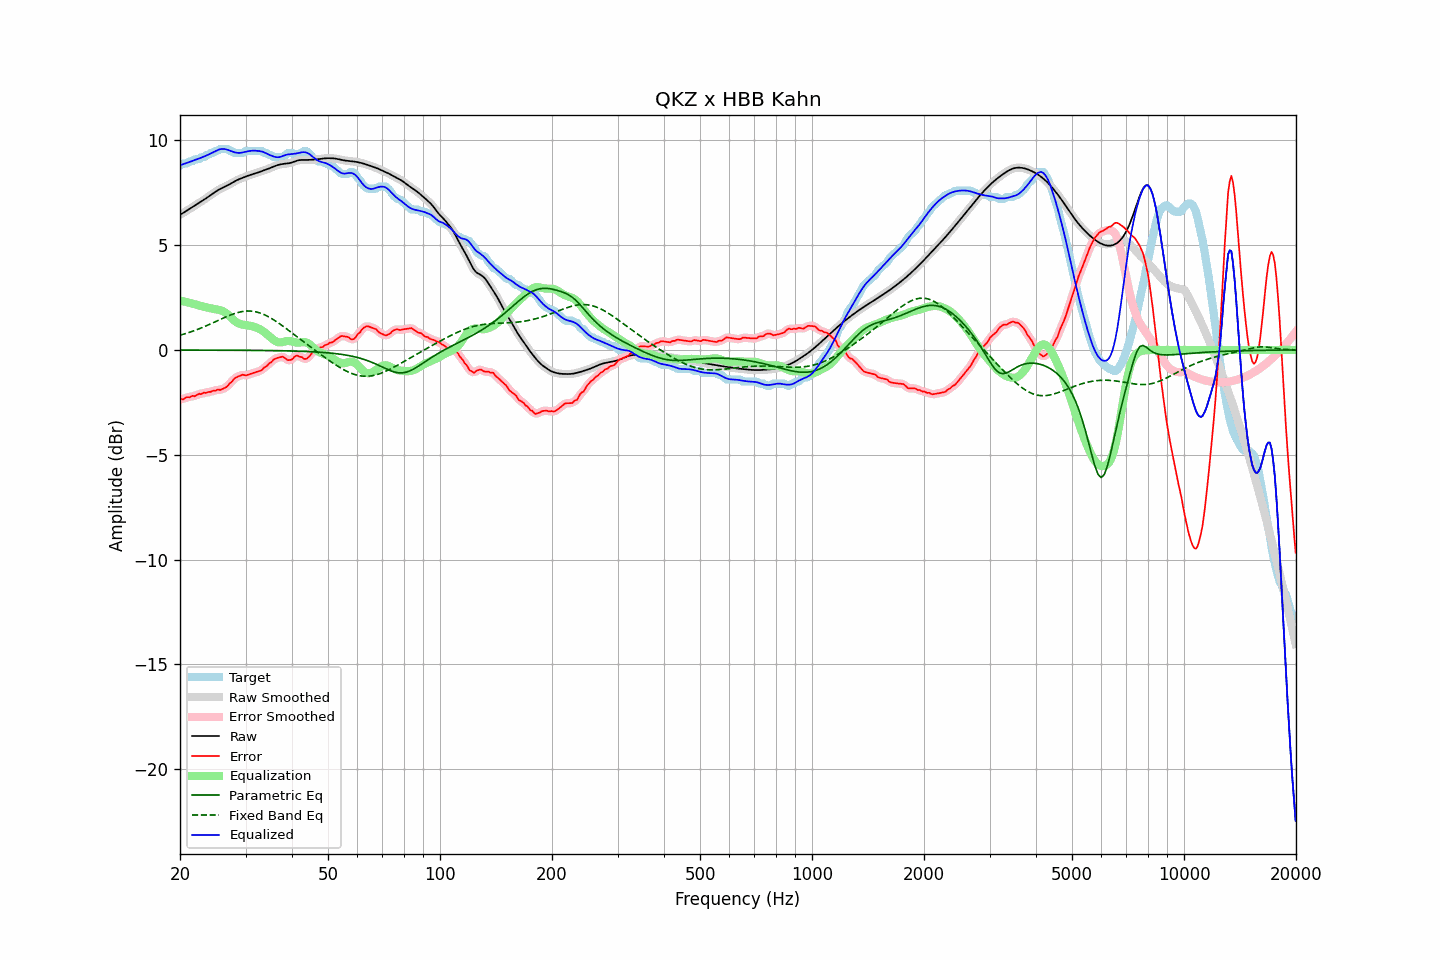 QKZ x HBB Kahn
10
5
0
−5
−10
−15
−20
Amplitude (dBr)
Target
Raw Smoothed
Error Smoothed
Raw
Error
Equalization
Parametric Eq
Fixed Band Eq
Equalized
20 50 100 200 500 1000 2000 5000 10000 20000
Frequency (Hz)